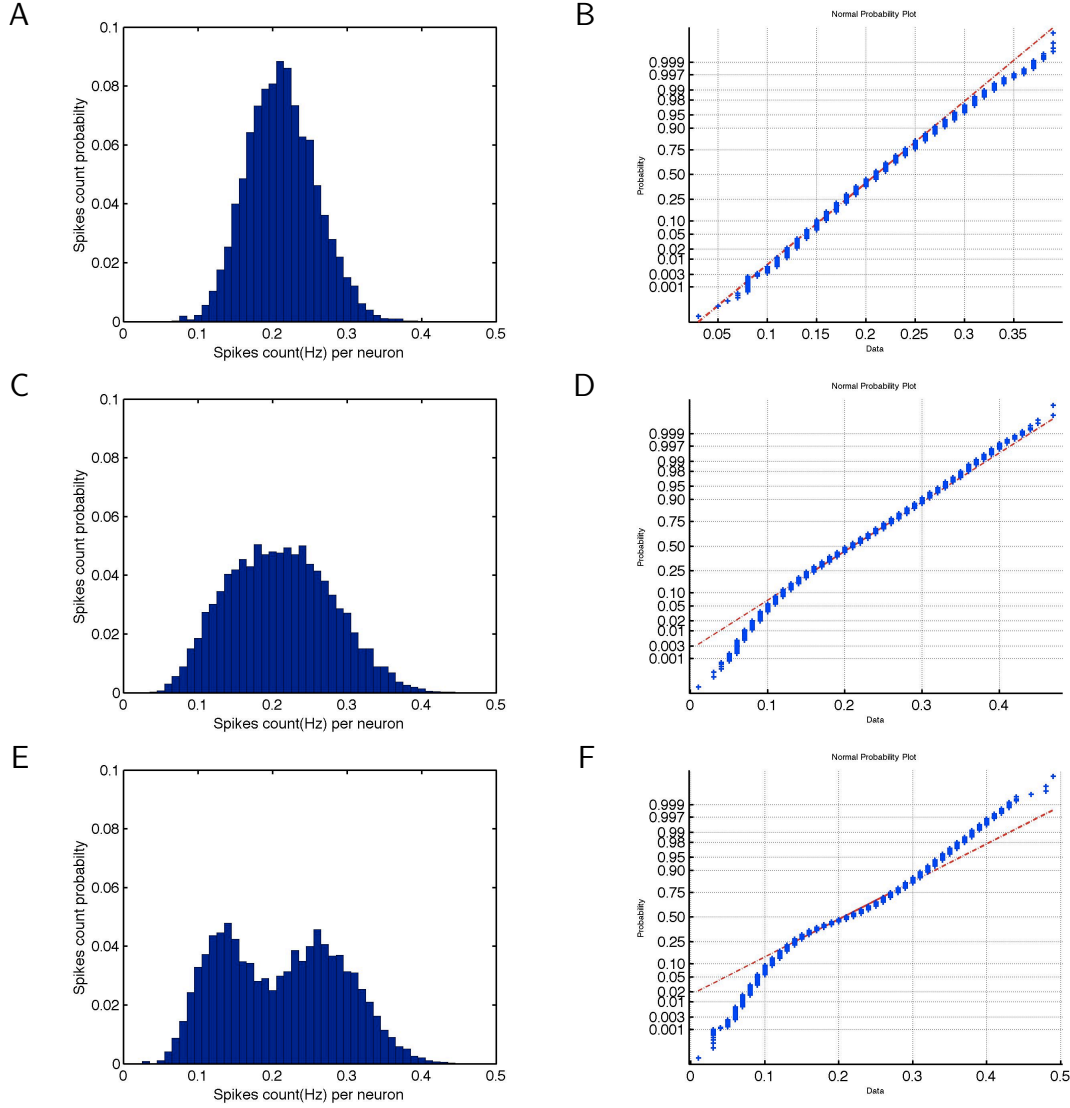 A
0.1
0.08
0.06
0.04
0.02
0
Spikes count probabilty
0 0.1 0.2 0.3 0.4 0.5
Spikes count(Hz) per neuron
B
Normal Probability Plot
0.999
0.997
0.99
0.98
0.95
0.90
0.75
0.50
0.25
0.10
0.05
0.02
0.01
0.003
0.001
Probability
0.05 0.1 0.15 0.2 0.25 0.3 0.35
Data
C
0.1
0.08
0.06
0.04
0.02
0
Spikes count probabilty
0 0.1 0.2 0.3 0.4 0.5
Spikes count(Hz) per neuron
D
Normal Probability Plot
0.999
0.997
0.99
0.98
0.95
0.90
0.75
0.50
0.25
0.10
0.05
0.02
0.01
0.003
0.001
Probability
0 0.1 0.2 0.3 0.4
Data
E
0.1
0.08
0.06
0.04
0.02
0
Spikes count probabilty
0 0.1 0.2 0.3 0.4 0.5
Spikes count(Hz) per neuron
F
Normal Probability Plot
0.999
0.997
0.99
0.98
0.95
0.90
0.75
0.50
0.25
0.10
0.05
0.02
0.01
0.003
0.001
Probability
0 0.1 0.2 0.3 0.4 0.5
Data